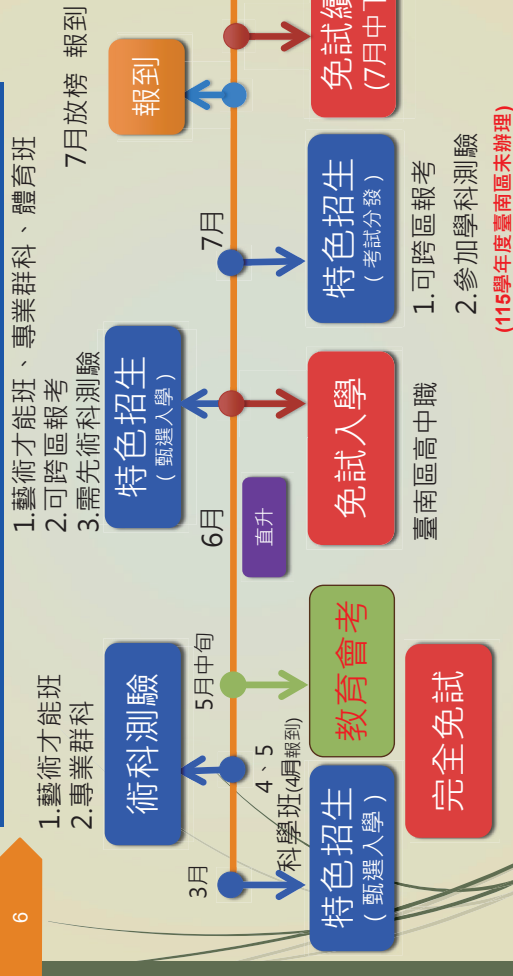 6
1.藝術才能班
2.專業群科
術科測驗
1.藝術才能班、專業群科、體育班
2.可跨區報考
3.需先術科測驗
特色招生
( 甄選入學 )
7月放榜 報到
報到
3月
4、5
5月中旬
6月
7月
科學班(4月報到)
特色招生
( 甄選入學 )
教育會考
完全免試
直升
免試入學
臺南區高中職
特色招生
( 考試分發 )
1.可跨區報考
2.參加學科測驗
(115學年度臺南區未辦理)
免試續
(7月中下